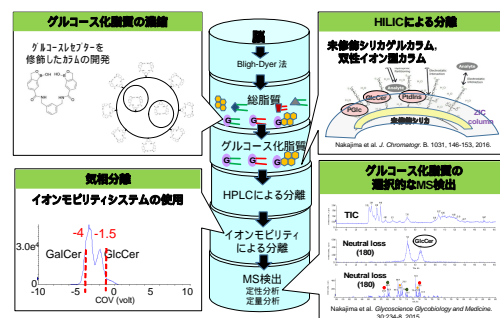 グルコース化脂質の濃縮
グルコースレセプターを
修飾したカラムの開発
脳
Bligh-Dyer 法
総脂質
G
G
G
グルコース化脂質
G
G
G
HPLCによる分離
イオンモビリティ
による分離
MS検出
定性分析
定量分析
HILICによる分離
未修飾シリカゲルカラム,
双性イオン型カラム
Analyte
Analyte
PGlc
GlcCer
PtdIns
ZIC
column
未修飾シリカ
Nakajima et al. J. Chromatogr. B. 1031, 146-153, 2016.
気相分離
イオンモビリティシステムの使用
-4
-1.5
3.0e4
GalCer
GlcCer
-10
-5
0
5
10
COV (volt)
グルコース化脂質の
選択的なMS検出
TIC
Neutral loss
(180)
GlcCer
Neutral loss
(180)
Nakajima et al. Glycoscience Glycobiology and Medicine.
30,234-8, 2015